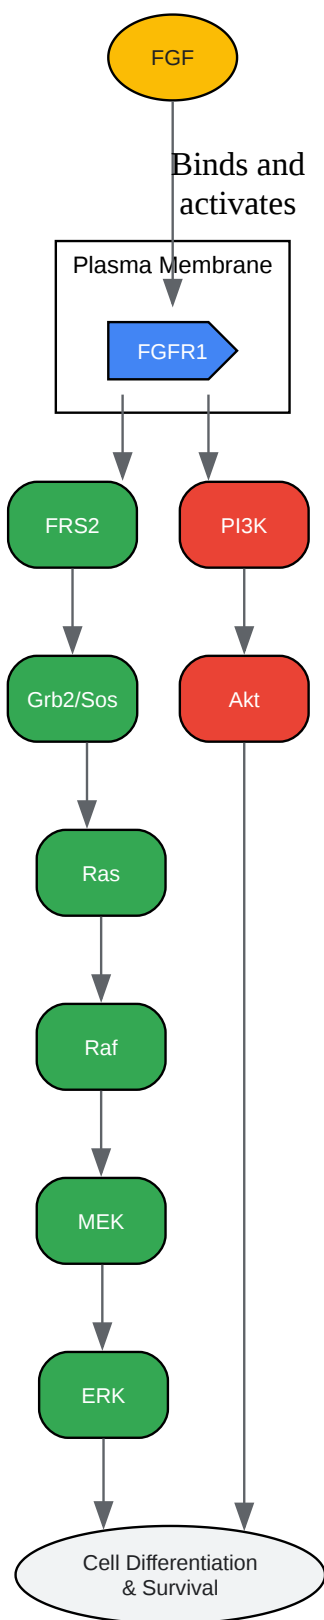 FGF
Binds and
activates
Plasma Membrane
FGFR1
FRS2
PI3K
Grb2/Sos
Akt
Ras
Raf
MEK
ERK
Cell Differentiation
& Survival